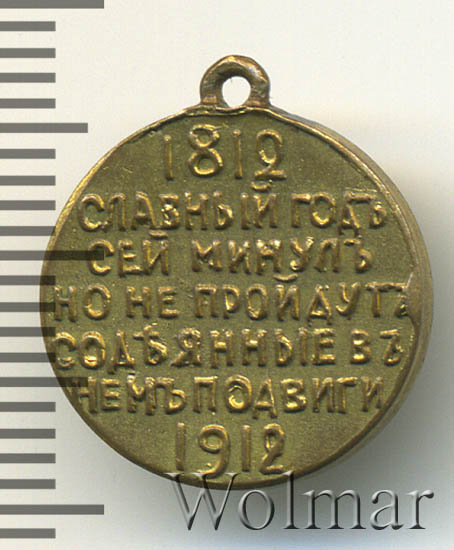 1812
СЛАВНЫЙ ГОДЪ
СЕЙ МИНУЛЪ
НО НЕ ПРОЙДУТЪ
СОДѢЯННЫЕ ВЪ
НЕМЪ ПОДВИГИ
1912
Wolmar